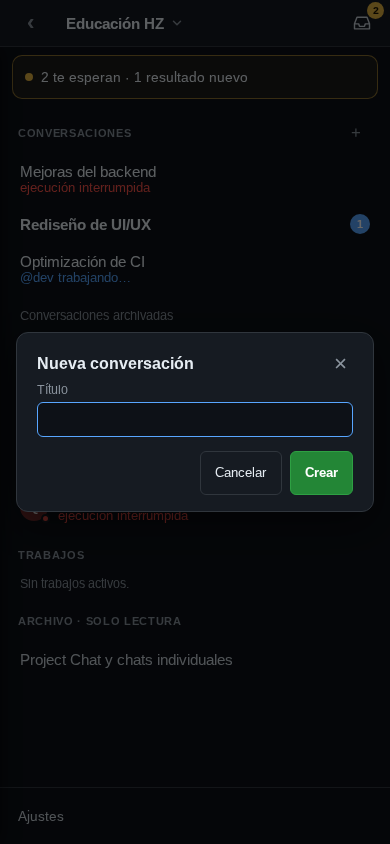 ‹ Educación HZ 2
2 te esperan · 1 resultado nuevo
CONVERSACIONES +
Mejoras del backend
ejecución interrumpida
Rediseño de UI/UX 1
Optimización de CI
@dev trabajando…
Conversaciones archivadas
Nueva conversación ×
Título
Cancelar Crear
ejecución interrumpida
TRABAJOS
Sin trabajos activos.
ARCHIVO · SOLO LECTURA
Project Chat y chats individuales
Ajustes